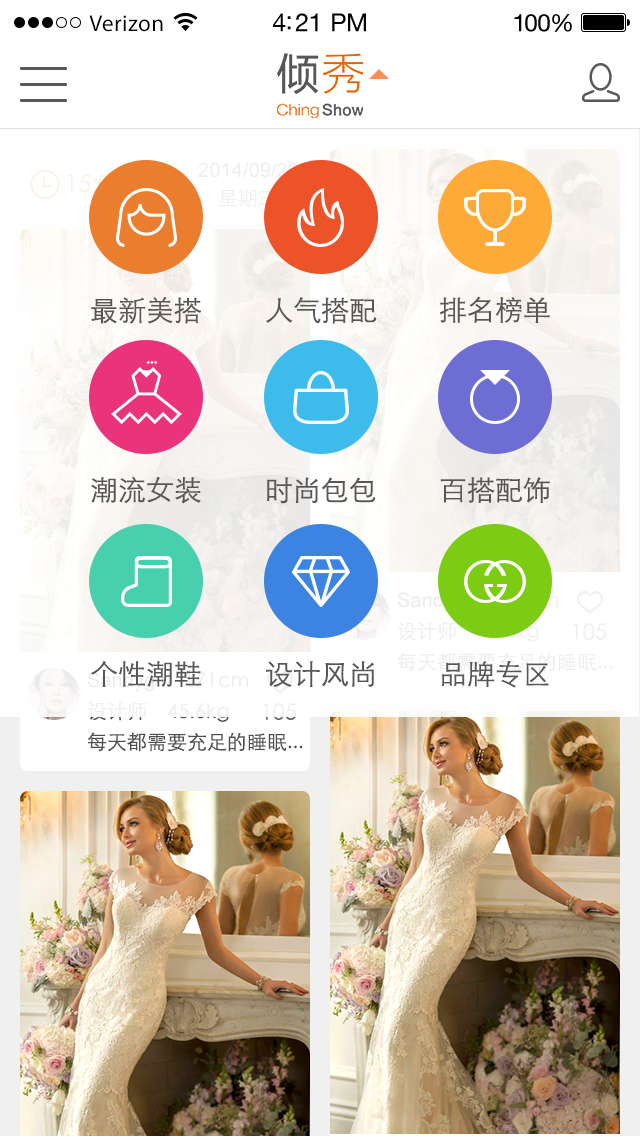 Verizon 4:21 PM 100%
倾秀
Ching Show
2014/09/2
星期三
最新美搭 人气搭配 排名榜单
潮流女装 时尚包包 百搭配饰
个性潮鞋 设计风尚 品牌专区
设计师 105
每天都需要充足的睡眠...
设计师 45.6kg 105
每天都需要充足的睡眠...